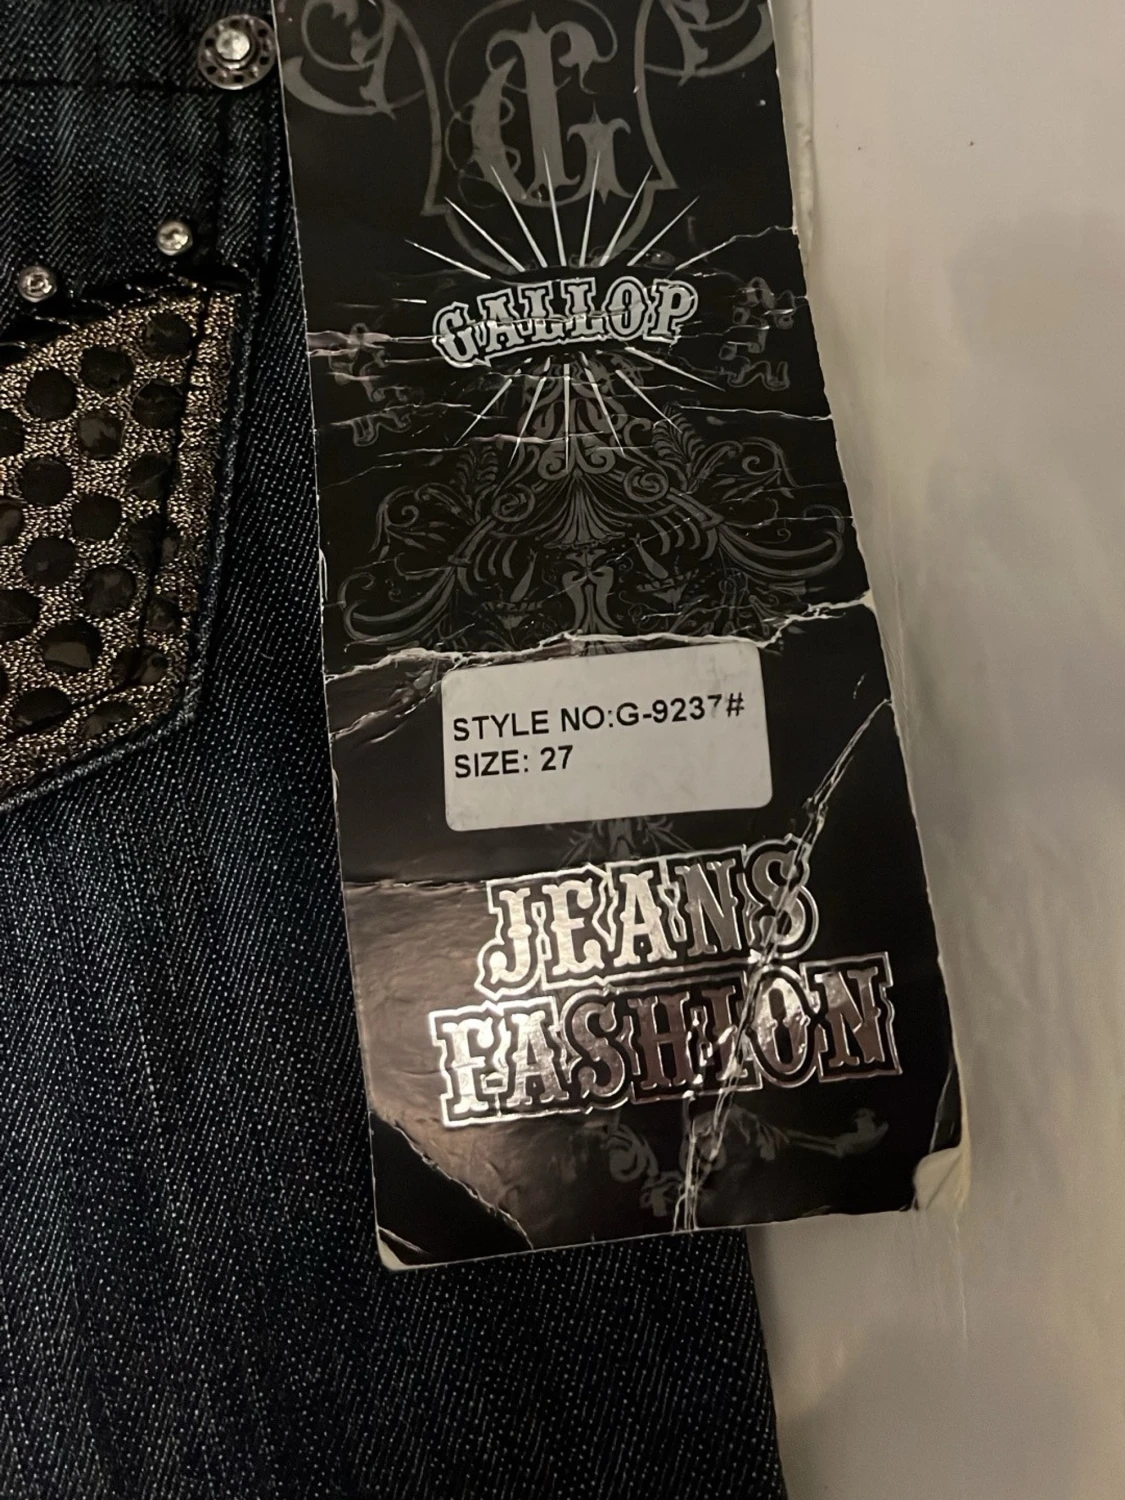 G
GALLOP
STYLE NO:G-9237#
SIZE: 27
JEANS
FASHION